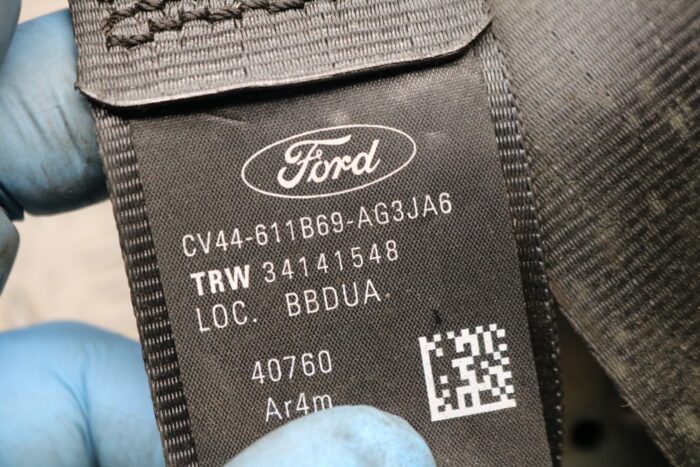 Ford
CV44-611B69-AG3JA6
TRW 34141548
LOC. BBDUA
40760
Ar4m